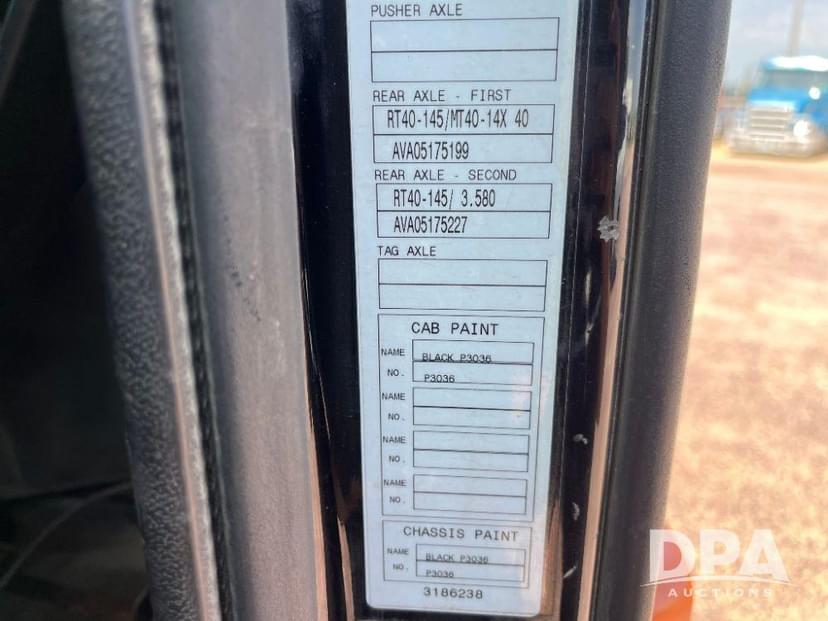 PUSHER AXLE
REAR AXLE - FIRST
RT40-145/MT40-14X 40
AVA05175199
REAR AXLE - SECOND
RT40-145/ 3.580
AVA05175227
TAG AXLE
CAB PAINT
NAME BLACK P3036
NO. P3036
NAME
NO.
NAME
NO.
NAME
NO.
CHASSIS PAINT
NAME BLACK P3036
NO. P3036
3186238
DPA
AUCTIONS